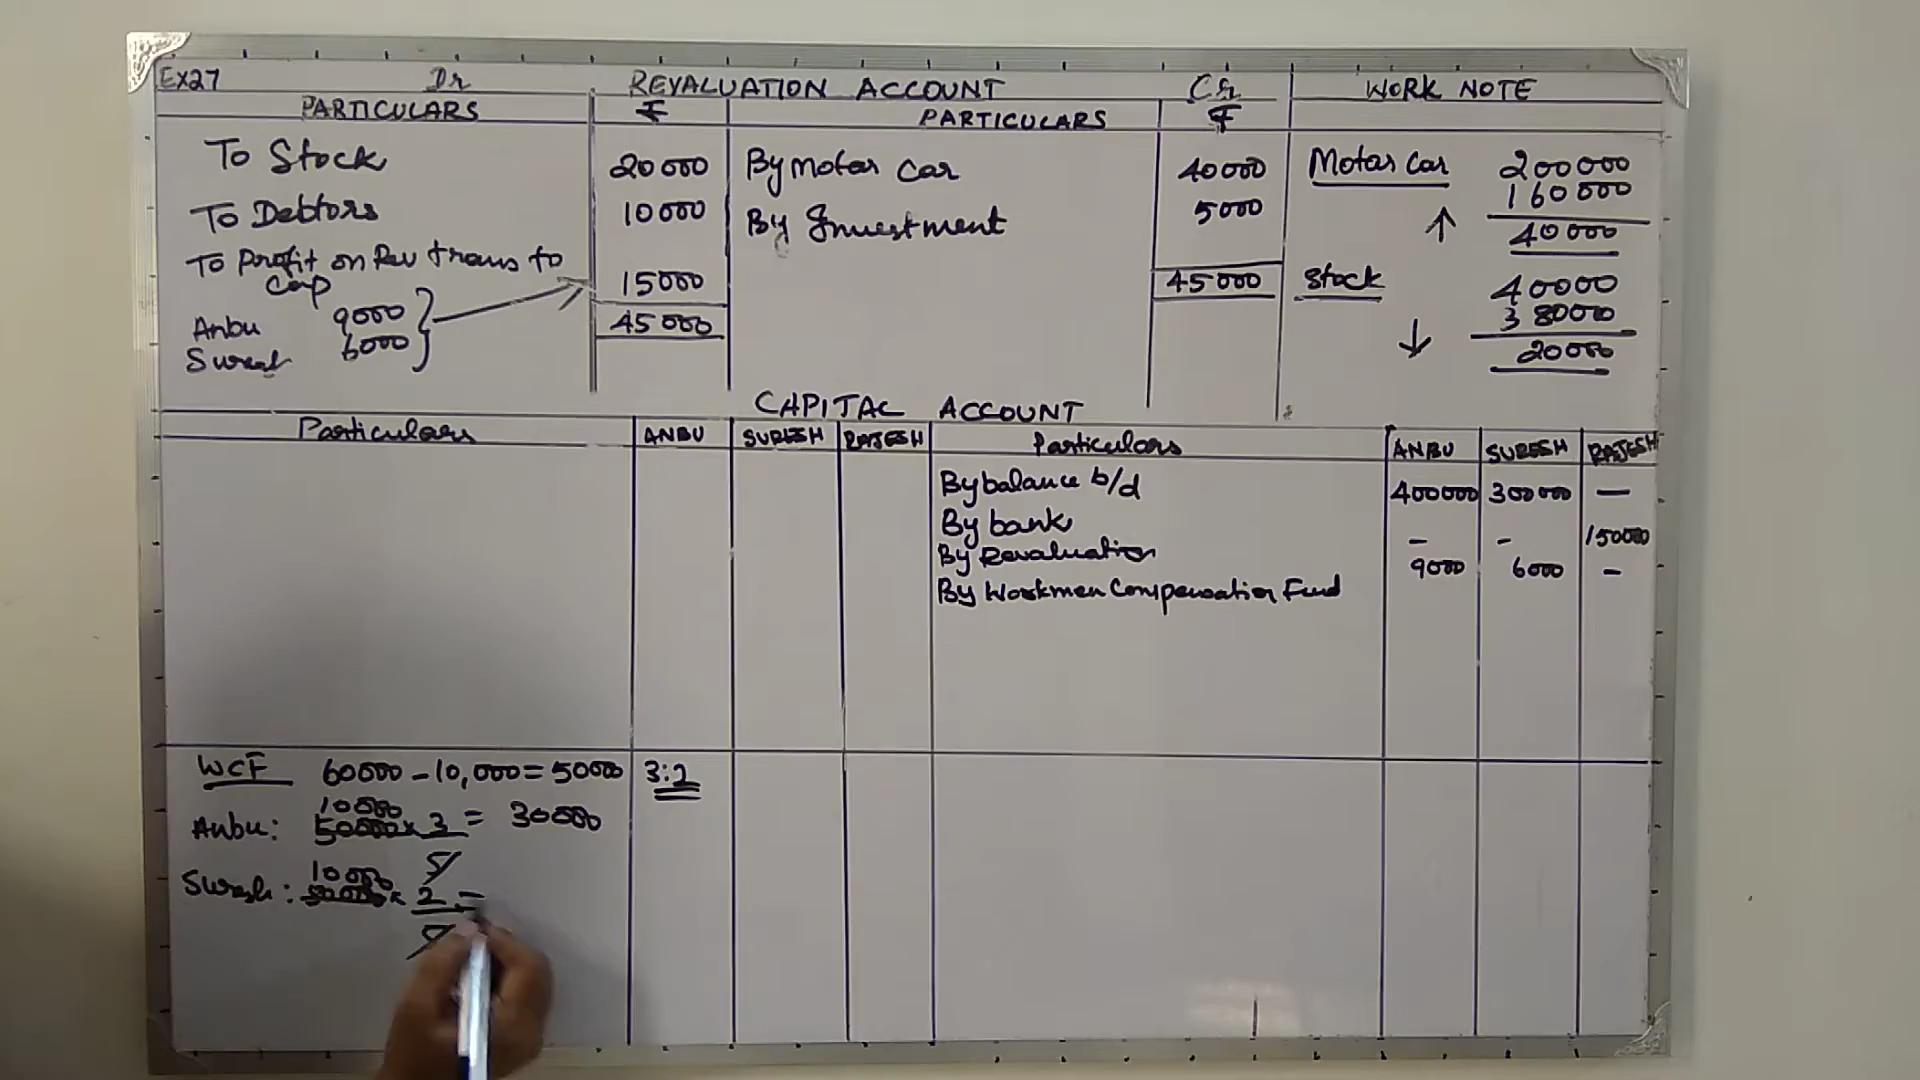 EX27 Dr REVALUATION ACCOUNT Cr WORK NOTE
PARTICULARS ₹ PARTICULARS ₹
To Stock 20000 By Motor Car 40000 Motor Car 200000
160000
To Debtors 10000 By Investment 5000 ↑ 40000
To Profit on Rev trans to
Cap 15000 45000 Stock 40000
Anbu 9000 45000 ↓ 38000
Suresh 6000 20000
CAPITAL ACCOUNT
Particulars ANBU SURESH RAJESH Particulars ANBU SURESH RAJESH
By balance b/d 400000 300000 —
By bank - - 150000
By Revaluation 9000 6000 -
By Workmen Compensation Fund
WCF 60000 - 10,000 = 50000 3:2
10000
Anbu: 50000 × 3 = 30000
5
10000
Suresh: 50000 × 2 =
5